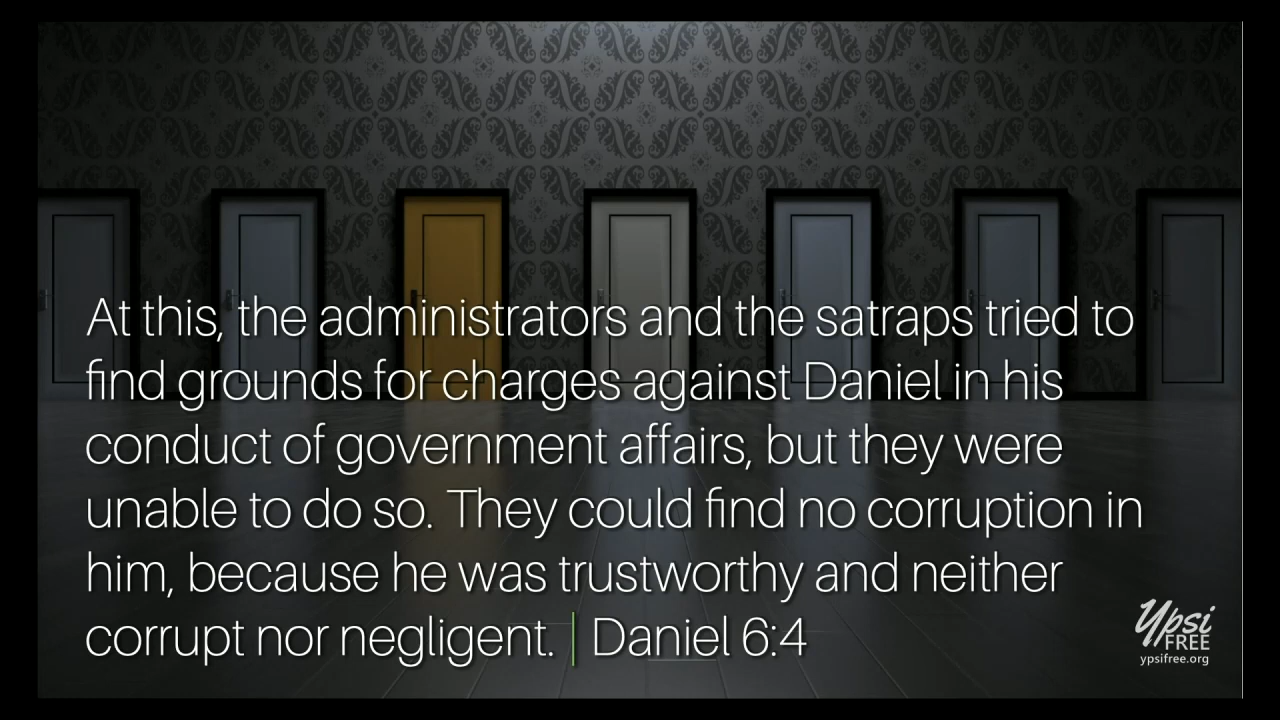 At this, the administrators and the satraps tried to
find grounds for charges against Daniel in his
conduct of government affairs, but they were
unable to do so. They could find no corruption in
him, because he was trustworthy and neither
corrupt nor negligent. | Daniel 6:4
Ypsi
FREE
ypsifree.org